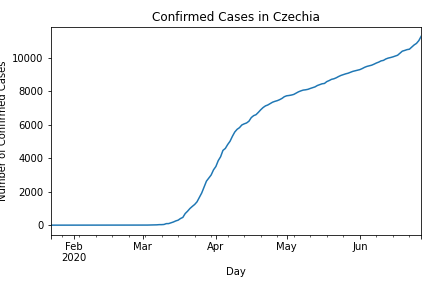 Confirmed Cases in Czechia
Number of Confirmed Cases
10000
8000
6000
4000
2000
0
Feb
2020
Mar
Apr
May
Jun
Day